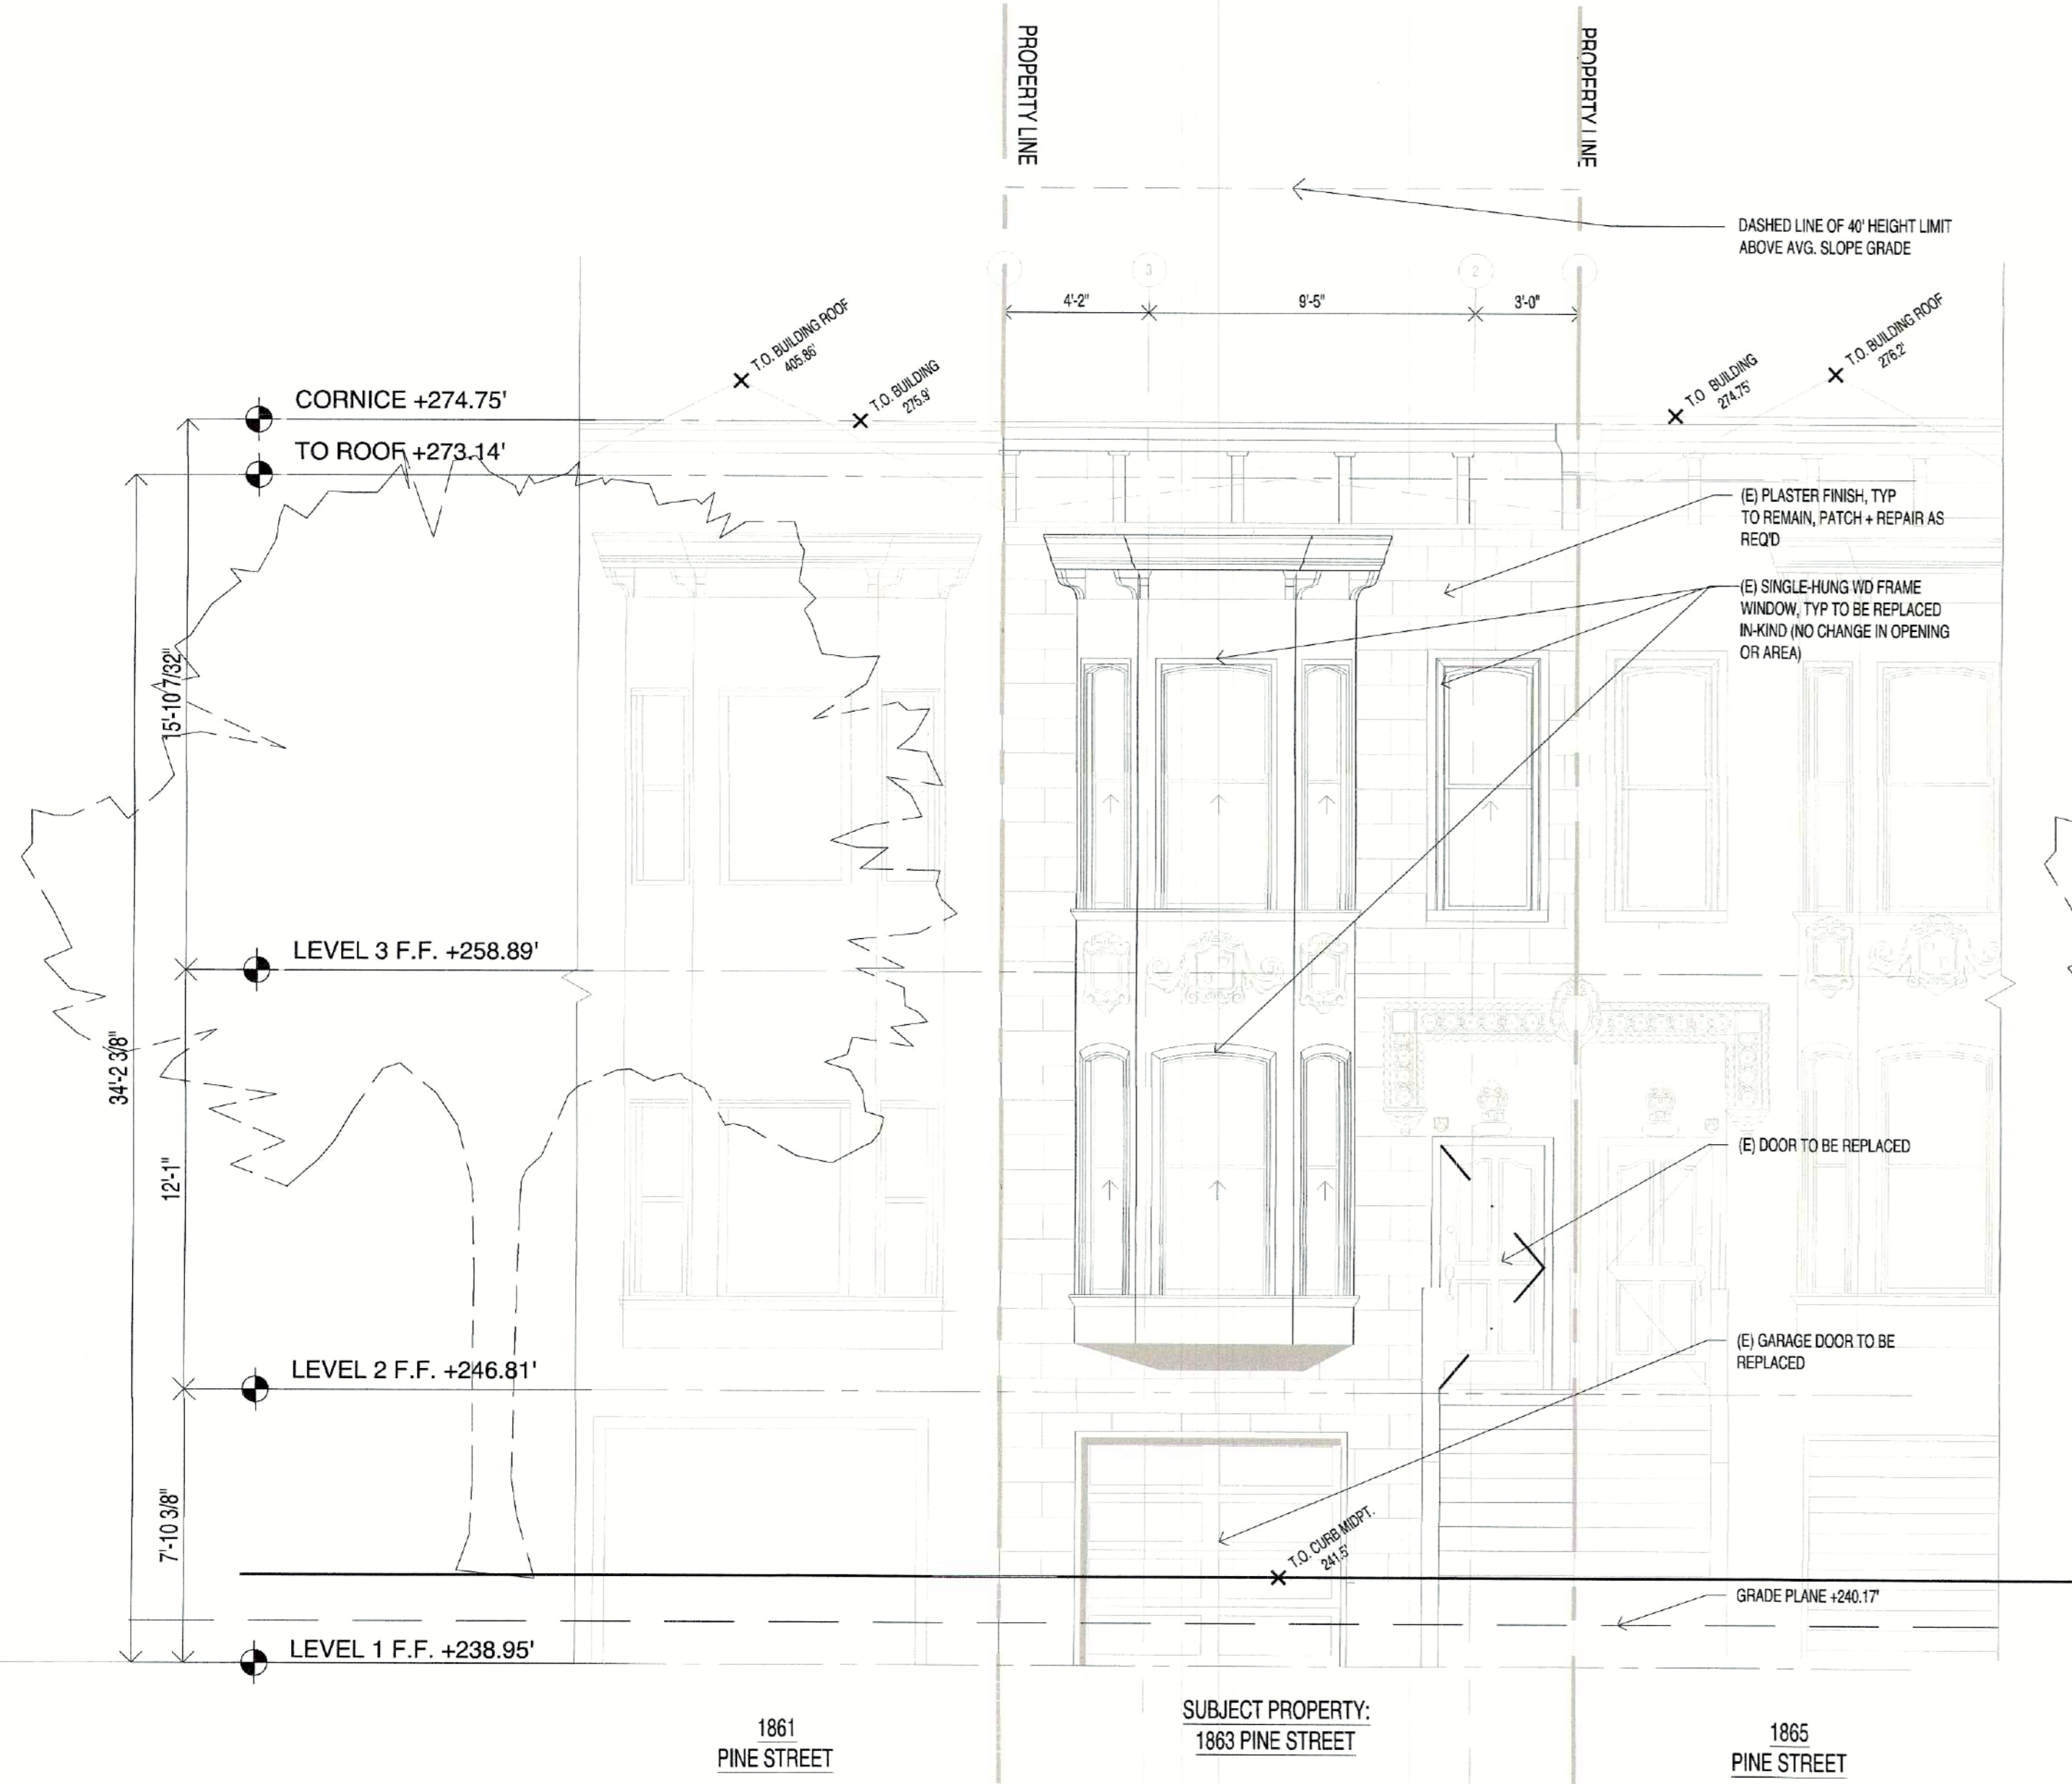 PROPERTY LINE
PROPERTY LINE
DASHED LINE OF 40' HEIGHT LIMIT
ABOVE AVG. SLOPE GRADE
3
2
4'-2"
9'-5"
3'-0"
T.O. BUILDING ROOF
405.86'
T.O. BUILDING
275.9'
T.O BUILDING
274.75'
T.O. BUILDING ROOF
276.2'
CORNICE +274.75'
TO ROOF +273.14'
(E) PLASTER FINISH, TYP
TO REMAIN, PATCH + REPAIR AS
REQ'D
(E) SINGLE-HUNG WD FRAME
WINDOW, TYP TO BE REPLACED
IN-KIND (NO CHANGE IN OPENING
OR AREA)
15'-10 7/32"
LEVEL 3 F.F. +258.89'
34'-2 3/8"
12'-1"
(E) DOOR TO BE REPLACED
(E) GARAGE DOOR TO BE
REPLACED
LEVEL 2 F.F. +246.81'
7'-10 3/8"
T.O. CURB MIDPT.
241.5'
GRADE PLANE +240.17'
LEVEL 1 F.F. +238.95'
1861
PINE STREET
SUBJECT PROPERTY:
1863 PINE STREET
1865
PINE STREET